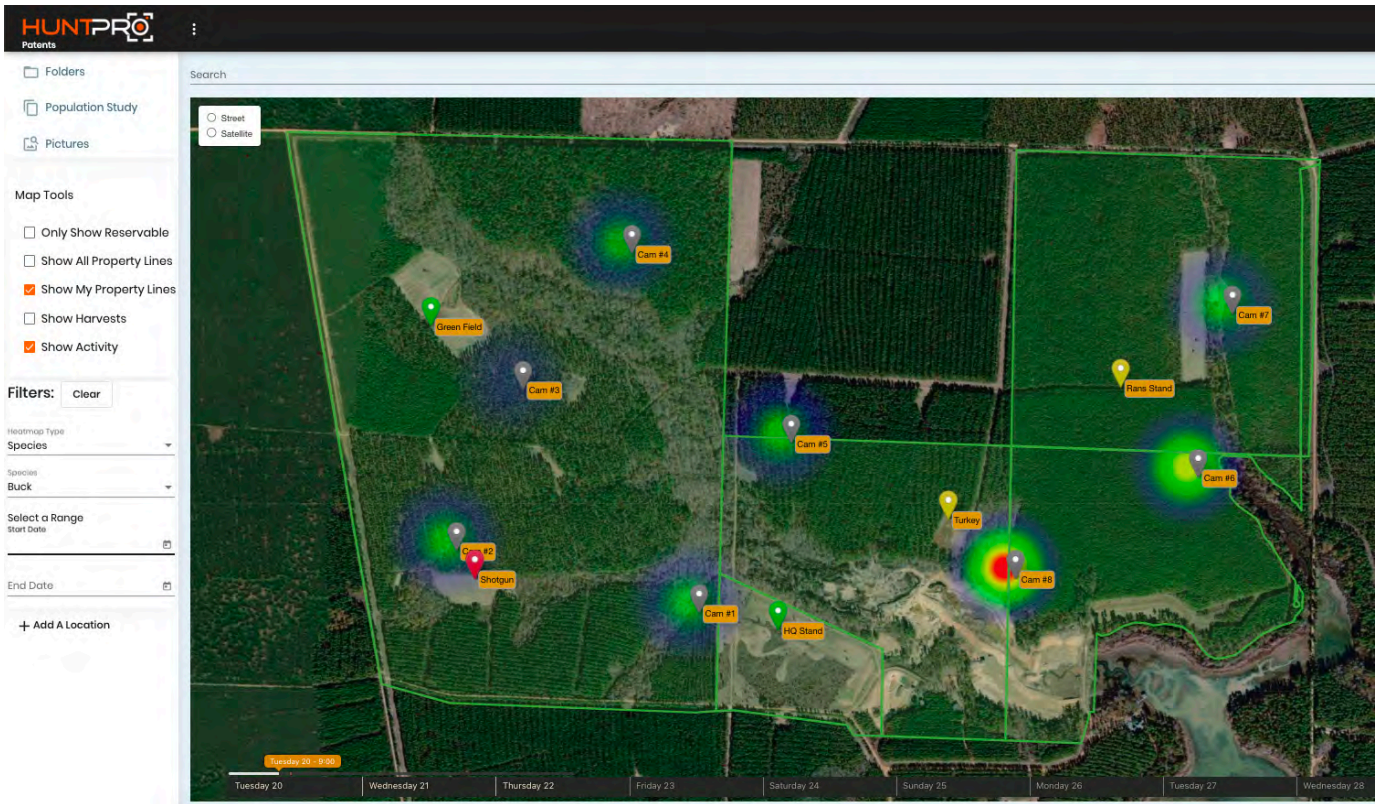 HUNTPRO
Patents
Folders
Population Study
Pictures
Map Tools
Only Show Reservable
Show All Property Lines
Show My Property Lines
Show Harvests
Show Activity
Filters:
Clear
Heatmap Type
Species
Species
Buck
Select a Range
Start Date
End Date
+ Add A Location
Search
Street
Satellite
Cam #4
Green Field
Cam #7
Cam #3
Rans Stand
Cam #5
Cam #6
Turkey
Cam #2
Shotgun
Cam #8
Cam #1
HQ Stand
Tuesday 20 - 9:00
Tuesday 20
Wednesday 21
Thursday 22
Friday 23
Saturday 24
Sunday 25
Monday 26
Tuesday 27
Wednesday 28